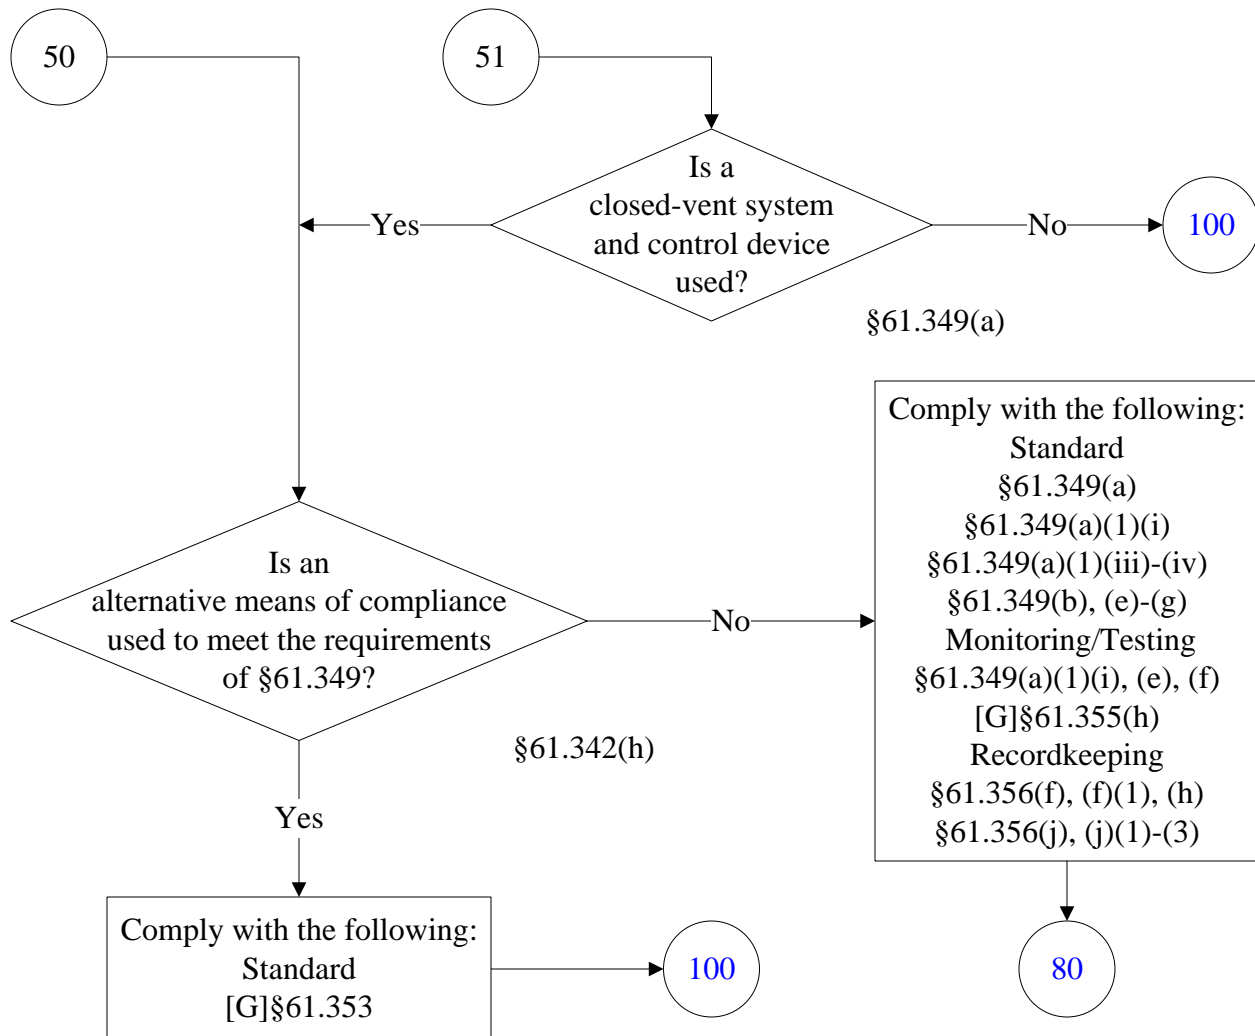 50
51
Is a
closed-vent system
and control device
used?
Yes
No
100
§61.349(a)
Is an
alternative means of compliance
used to meet the requirements
of §61.349?
No
§61.342(h)
Yes
Comply with the following:
Standard
§61.349(a)
§61.349(a)(1)(i)
§61.349(a)(1)(iii)-(iv)
§61.349(b), (e)-(g)
Monitoring/Testing
§61.349(a)(1)(i), (e), (f)
[G]§61.355(h)
Recordkeeping
§61.356(f), (f)(1), (h)
§61.356(j), (j)(1)-(3)
Comply with the following:
Standard
[G]§61.353
100
80